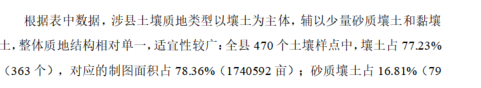 根据表中数据，涉县土壤质地类型以壤土为主体，辅以少量砂质壤土和黏壤
土，整体质地结构相对单一，适宜性较广：全县 470 个土壤样点中，壤土占 77.23%
（363 个），对应的制图面积占 78.36%（1740592 亩）；砂质壤土占 16.81%（79